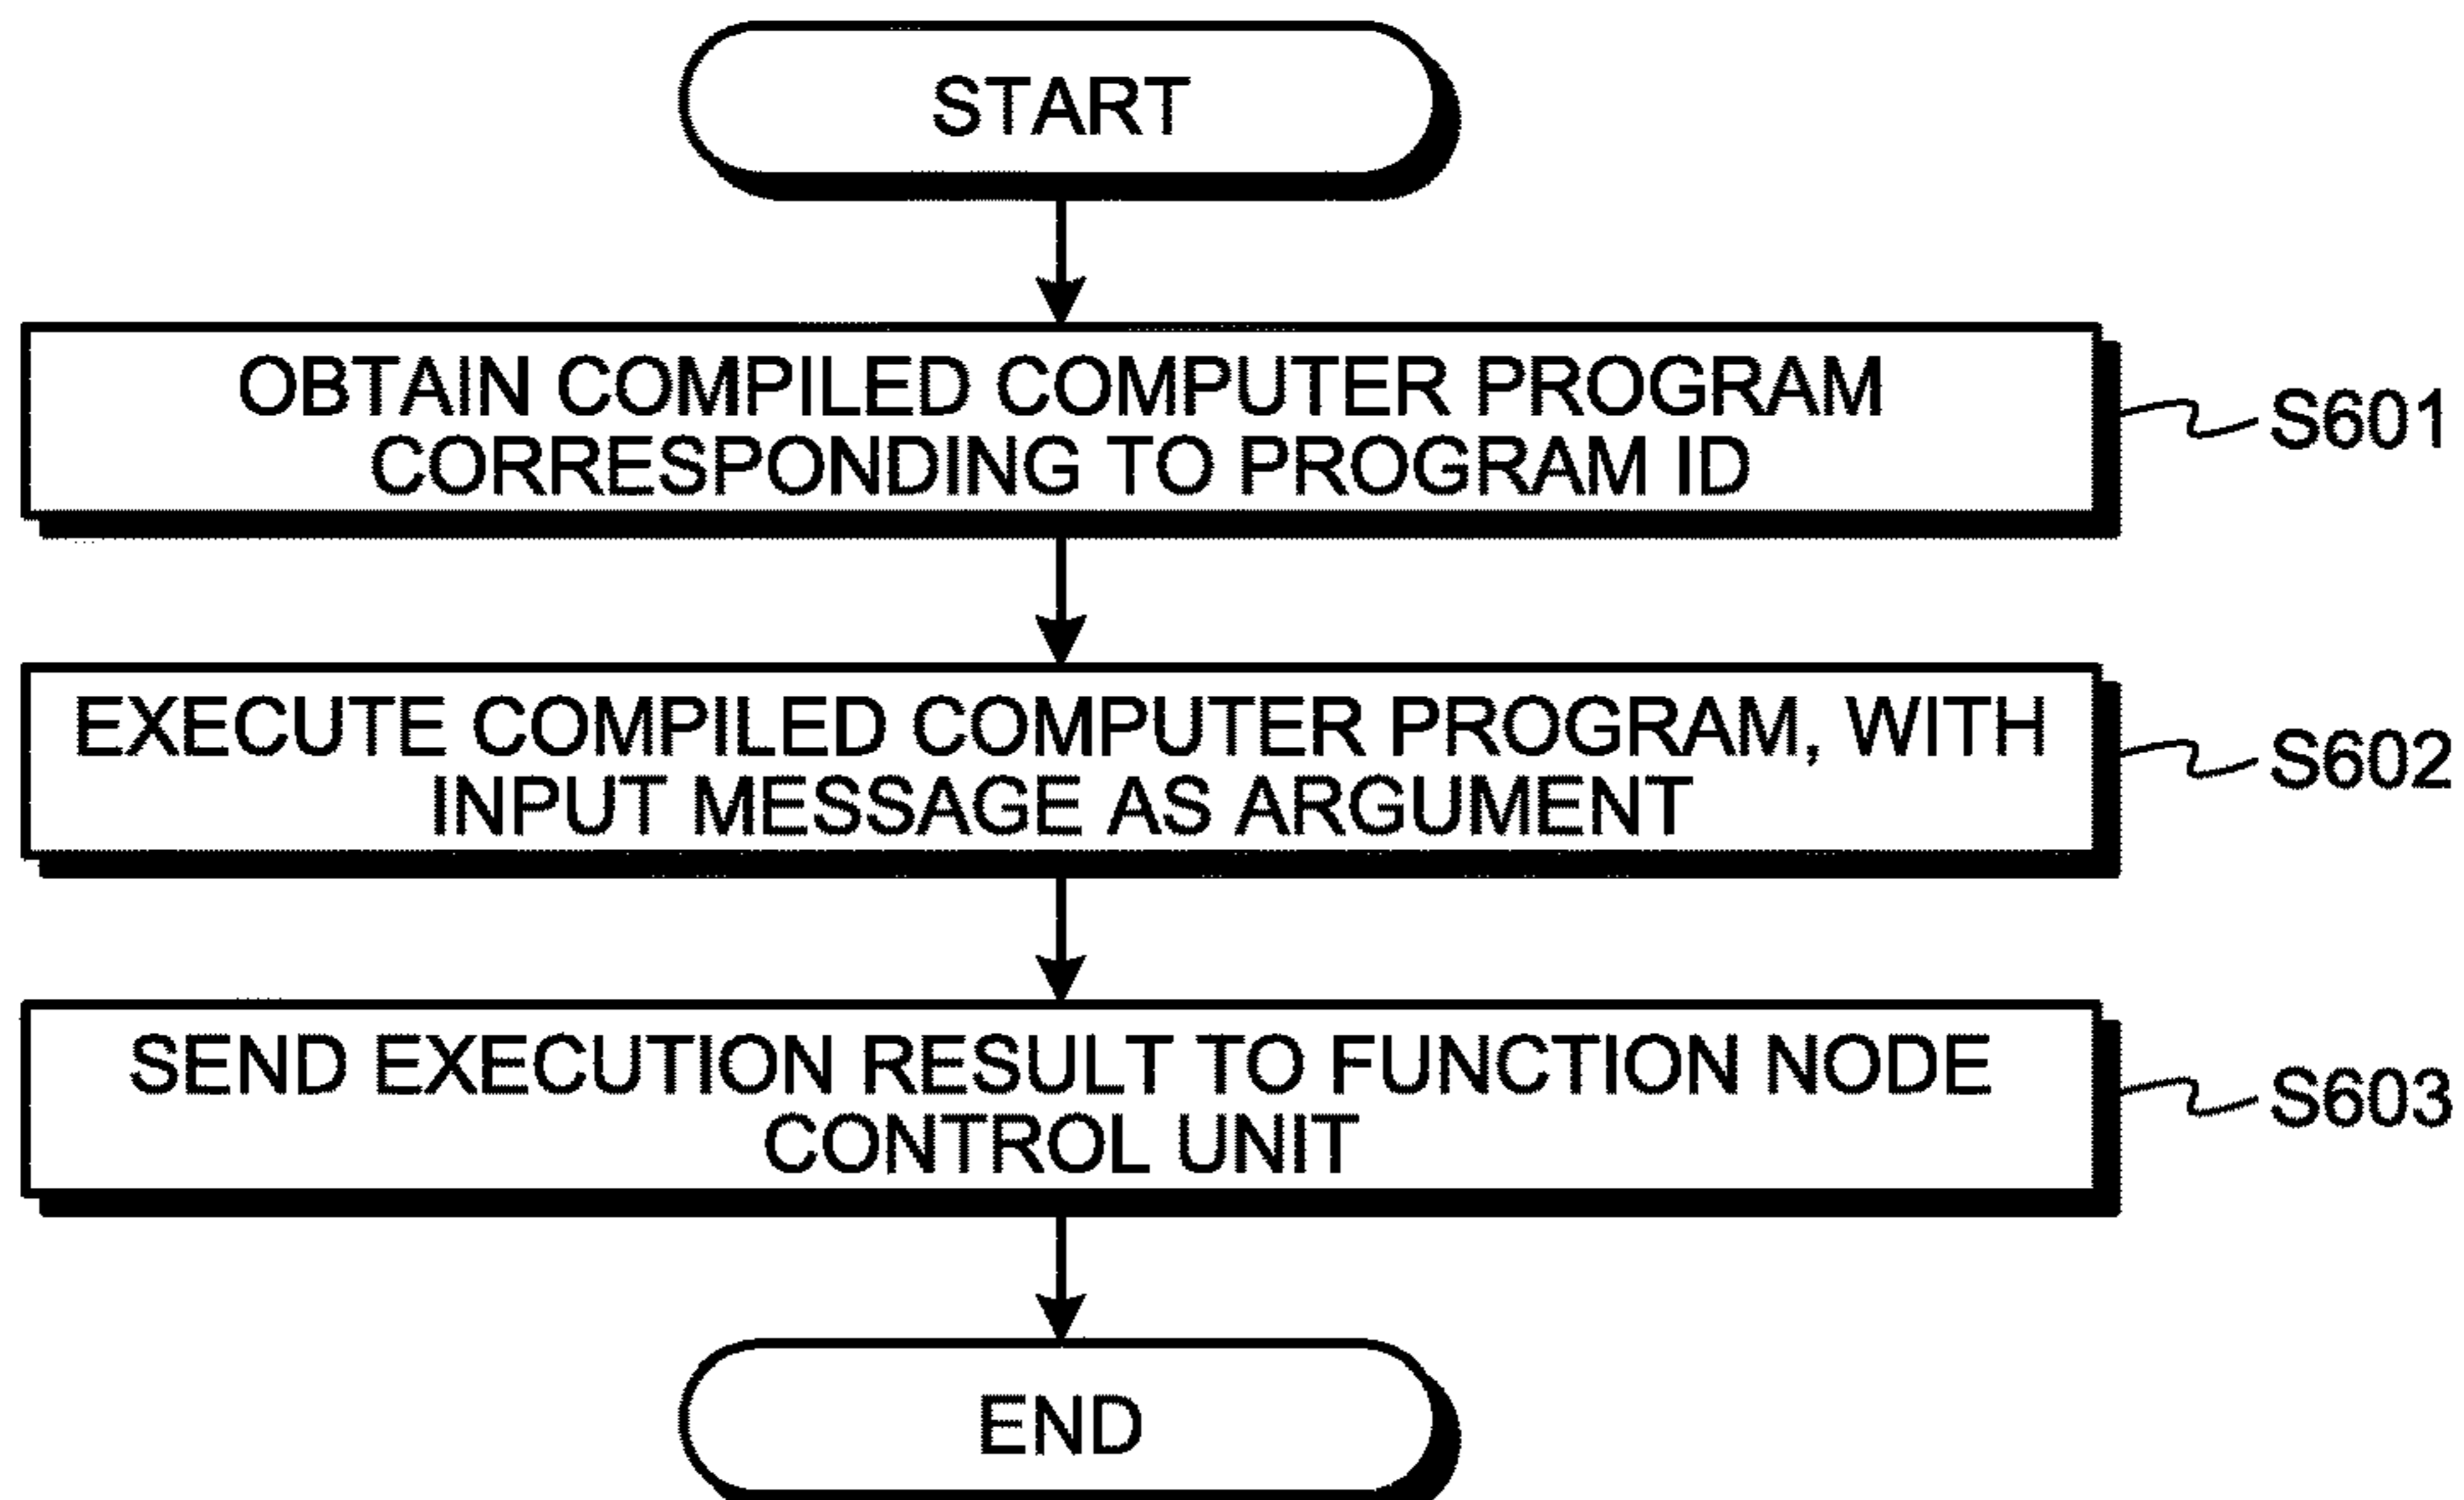 START
OBTAIN COMPILED COMPUTER PROGRAM
CORRESPONDING TO PROGRAM ID
S601
EXECUTE COMPILED COMPUTER PROGRAM, WITH
INPUT MESSAGE AS ARGUMENT
S602
SEND EXECUTION RESULT TO FUNCTION NODE
CONTROL UNIT
S603
END